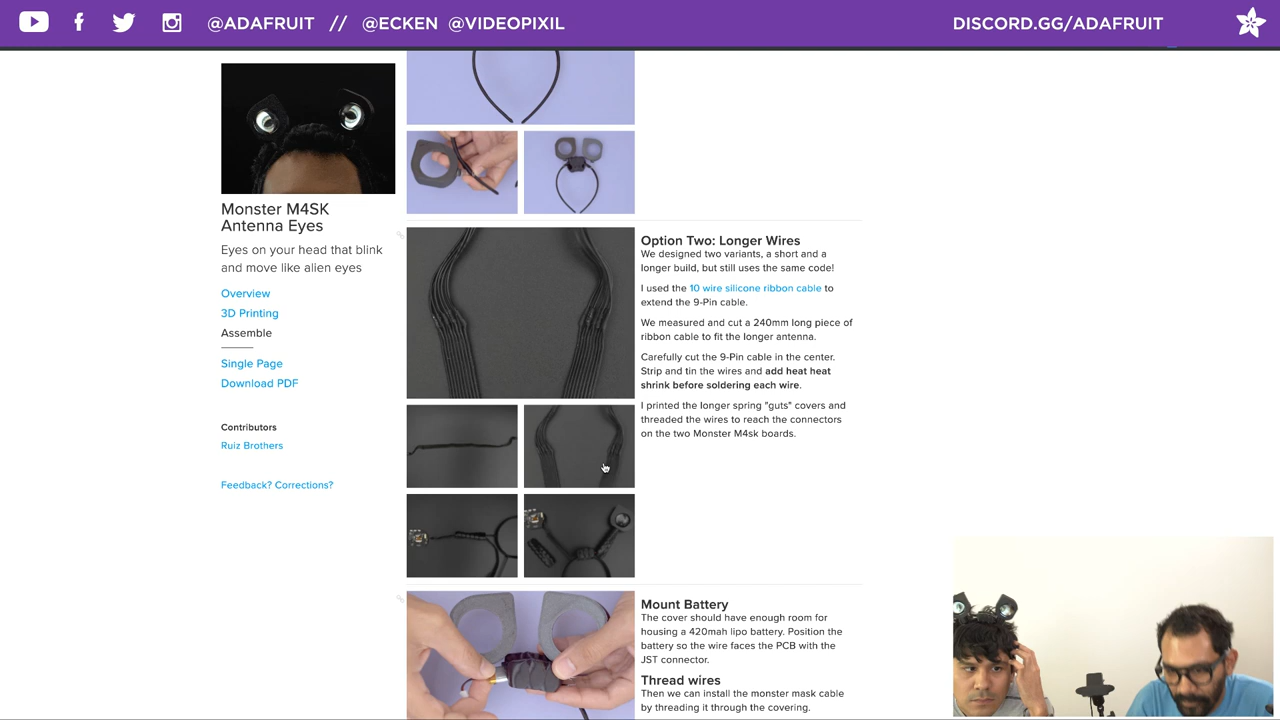 @ADAFRUIT // @ECKEN @VIDEOPIXIL
DISCORD.GG/ADAFRUIT
Monster M4SK
Antenna Eyes
Eyes on your head that blink
and move like alien eyes
Overview
3D Printing
Assemble
Single Page
Download PDF
Contributors
Ruiz Brothers
Feedback? Corrections?
Option Two: Longer Wires
We designed two variants, a short and a
longer build, but still uses the same code!
I used the 10 wire silicone ribbon cable to
extend the 9-Pin cable.
We measured and cut a 240mm long piece of
ribbon cable to fit the longer antenna.
Carefully cut the 9-Pin cable in the center.
Strip and tin the wires and add heat heat
shrink before soldering each wire.
I printed the longer spring "guts" covers and
threaded the wires to reach the connectors
on the two Monster M4sk boards.
Mount Battery
The cover should have enough room for
housing a 420mah lipo battery. Position the
battery so the wire faces the PCB with the
JST connector.
Thread wires
Then we can install the monster mask cable
by threading it through the covering.